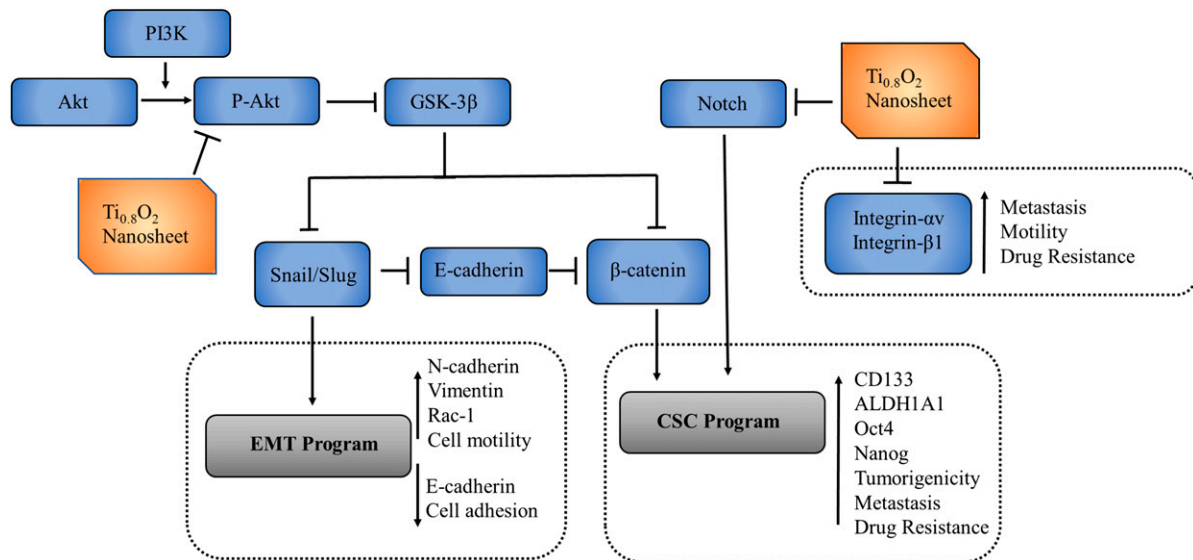 PI3K
Akt
P-Akt
GSK-3β
Ti0.8O2
Nanosheet
Notch
Ti0.8O2
Nanosheet
Integrin-αv
Integrin-β1
Metastasis
Motility
Drug Resistance
Snail/Slug
E-cadherin
β-catenin
EMT Program
N-cadherin
Vimentin
Rac-1
Cell motility
E-cadherin
Cell adhesion
CSC Program
CD133
ALDH1A1
Oct4
Nanog
Tumorigenicity
Metastasis
Drug Resistance